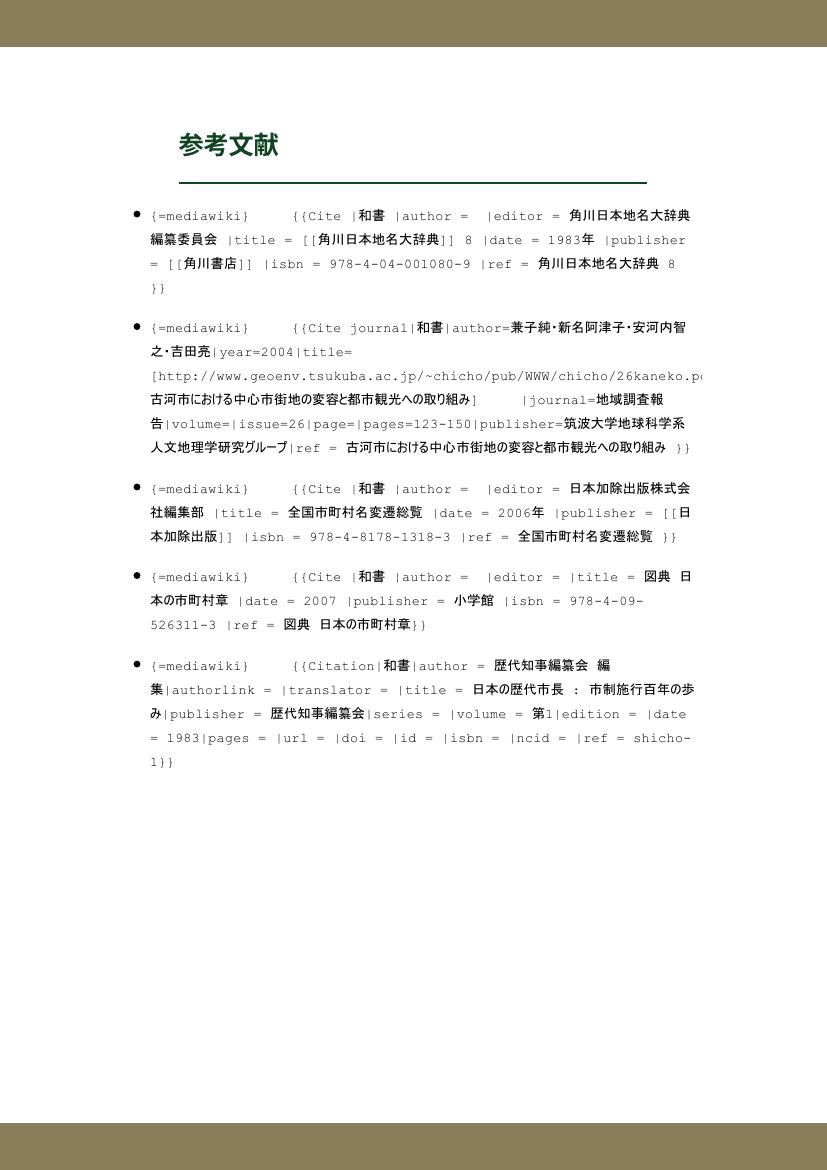 参考文献
● {=mediawiki} {{Cite |和書 |author = |editor = 角川日本地名大辞典
編纂委員会 |title = [[角川日本地名大辞典]] 8 |date = 1983年 |publisher
= [[角川書店]] |isbn = 978-4-04-001080-9 |ref = 角川日本地名大辞典 8
}}
● {=mediawiki} {{Cite journal|和書|author=兼子純・新名阿津子・安河内智
之・吉田亮|year=2004|title=
[http://www.geoenv.tsukuba.ac.jp/~chicho/pub/WWW/chicho/26kaneko.p
古河市における中心市街地の変容と都市観光への取り組み] |journal=地域調査報
告|volume=|issue=26|page=|pages=123-150|publisher=筑波大学地球科学系
人文地理学研究グループ|ref = 古河市における中心市街地の変容と都市観光への取り組み }}
● {=mediawiki} {{Cite |和書 |author = |editor = 日本加除出版株式会
社編集部 |title = 全国市町村名変遷総覧 |date = 2006年 |publisher = [[日
本加除出版]] |isbn = 978-4-8178-1318-3 |ref = 全国市町村名変遷総覧 }}
● {=mediawiki} {{Cite |和書 |author = |editor = |title = 図典 日
本の市町村章 |date = 2007 |publisher = 小学館 |isbn = 978-4-09-
526311-3 |ref = 図典 日本の市町村章}}
● {=mediawiki} {{Citation|和書|author = 歴代知事編纂会 編
集|authorlink = |translator = |title = 日本の歴代市長 : 市制施行百年の歩
み|publisher = 歴代知事編纂会|series = |volume = 第1|edition = |date
= 1983|pages = |url = |doi = |id = |isbn = |ncid = |ref = shicho-
1}}